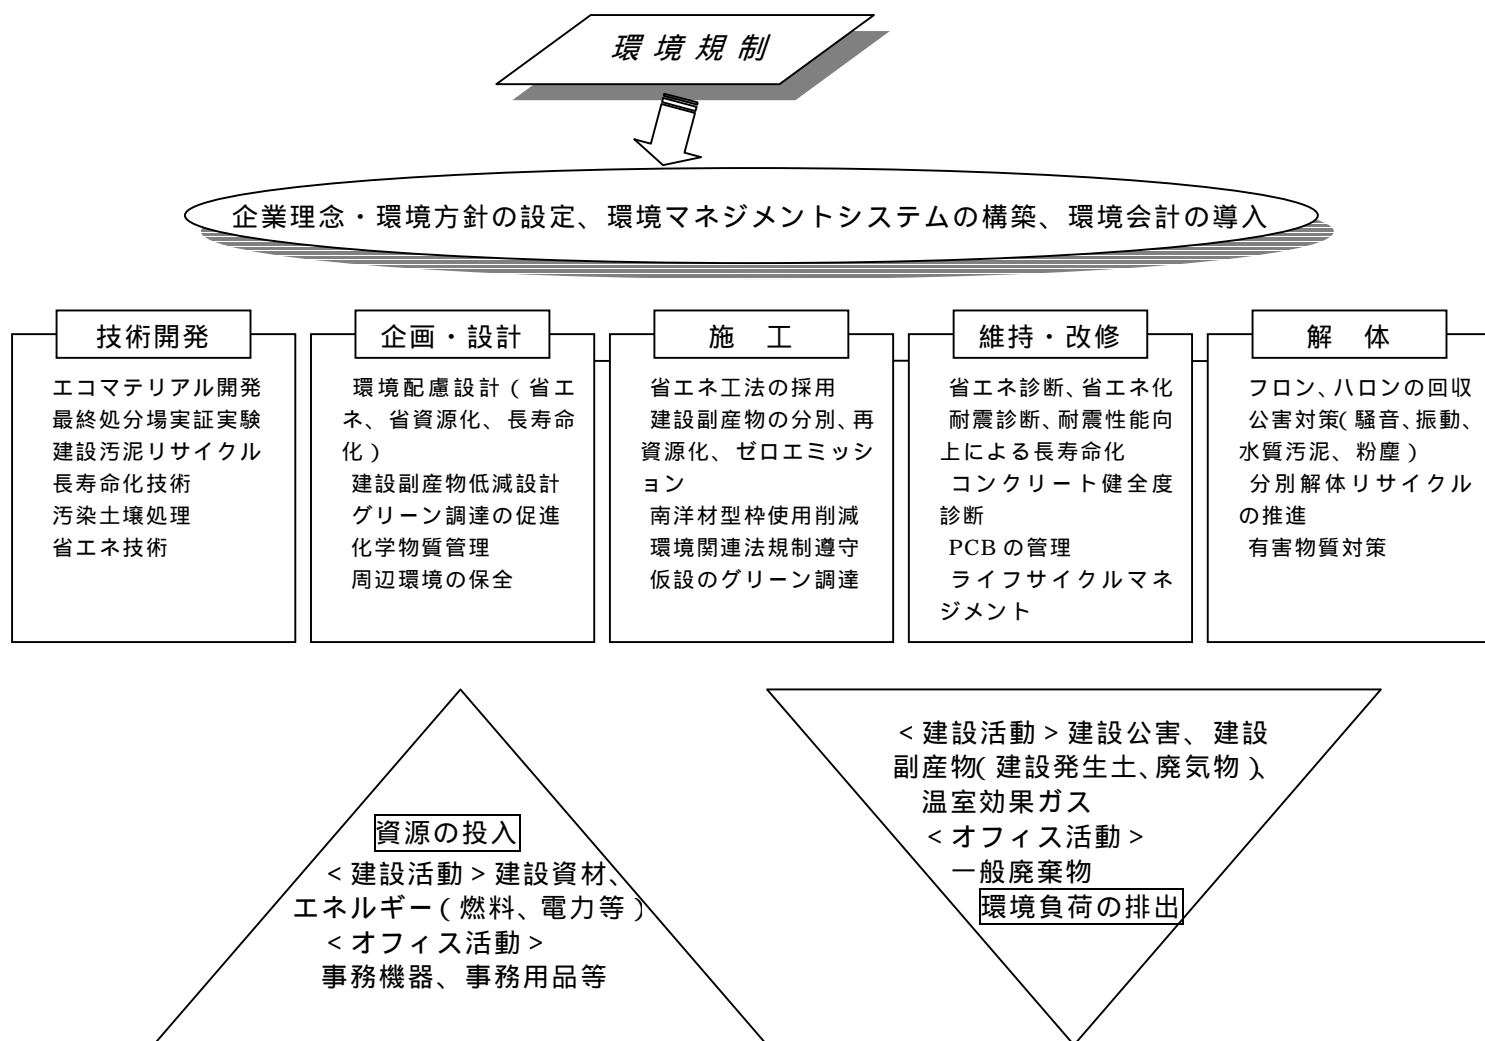 環境規制
企業理念・環境方針の設定、環境マネジメントシステムの構築、環境会計の導入
技術開発
エコマテリアル開発
最終処分場実証実験
建設汚泥リサイクル
長寿命化技術
汚染土壌処理
省エネ技術
企画・設計
環境配慮設計(省エ
ネ、省資源化、長寿命
化)
建設副産物低減設計
グリーン調達の促進
化学物質管理
周辺環境の保全
施 工
省エネ工法の採用
建設副産物の分別、再
資源化、ゼロエミッシ
ョン
南洋材型枠使用削減
環境関連法規制遵守
仮設のグリーン調達
維持・改修
省エネ診断、省エネ化
耐震診断、耐震性能向
上による長寿命化
コンクリート健全度
診断
PCBの管理
ライフサイクルマネ
ジメント
解 体
フロン、ハロンの回収
公害対策(騒音、振動、
水質汚泥、粉塵)
分別解体リサイクル
の推進
有害物質対策
資源の投入
<建設活動>建設資材、
エネルギー(燃料、電力等)
<オフィス活動>
事務機器、事務用品等
<建設活動>建設公害、建設
副産物(建設発生土、廃気物)、
温室効果ガス
<オフィス活動>
一般廃棄物
環境負荷の排出